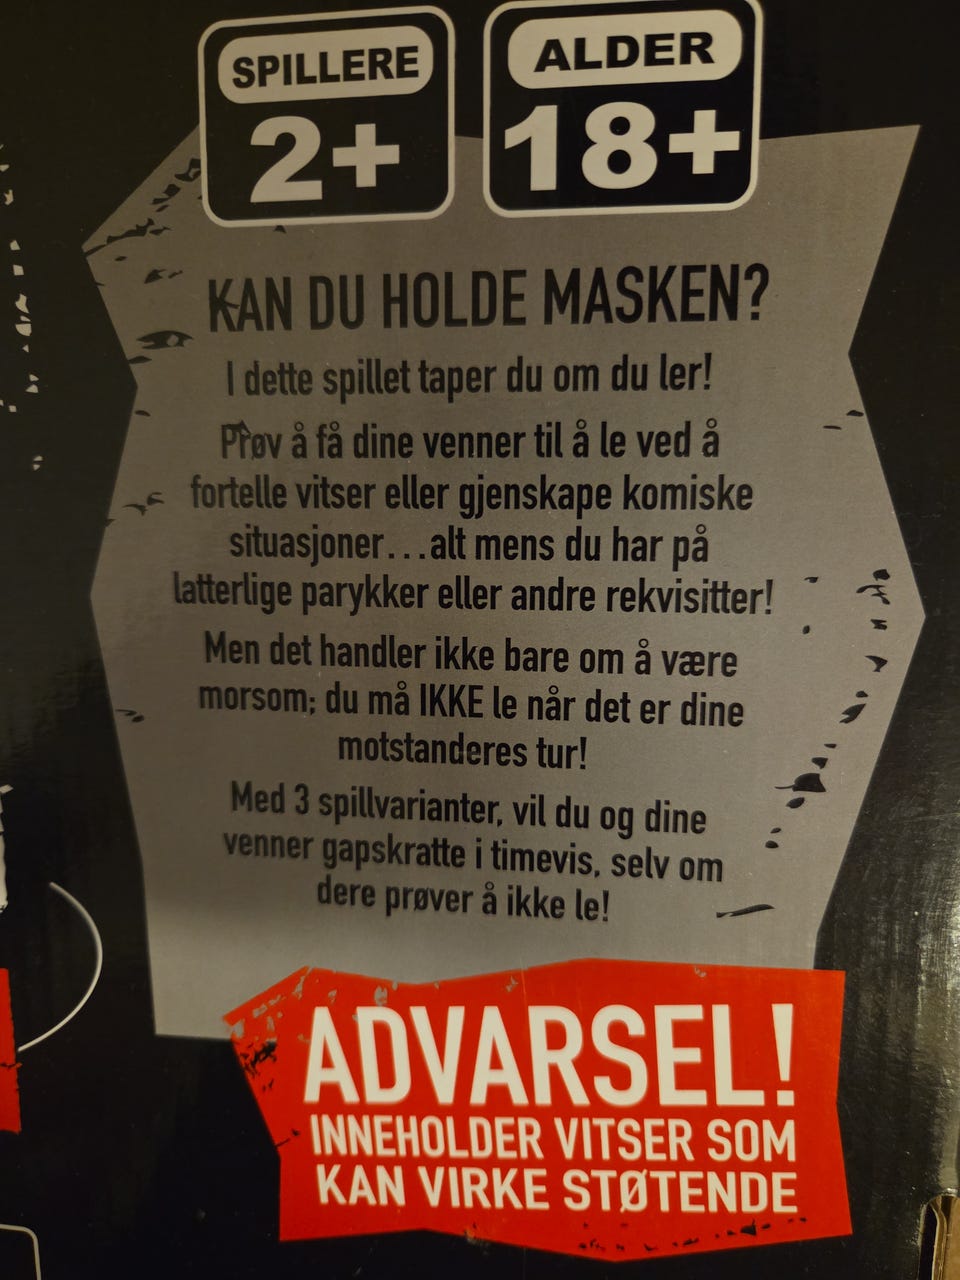 SPILLERE
2+
ALDER
18+
KAN DU HOLDE MASKEN?
I dette spillet taper du om du ler!
Prøv å få dine venner til å le ved å
fortelle vitser eller gjenskape komiske
situasjoner...alt mens du har på
latterlige parykker eller andre rekvisitter!
Men det handler ikke bare om å være
morsom; du må IKKE le når det er dine
motstanderes tur!
Med 3 spillvarianter, vil du og dine
venner gapskratte i timevis, selv om
dere prøver å ikke le!
ADVARSEL!
INNEHOLDER VITSER SOM
KAN VIRKE STØTENDE